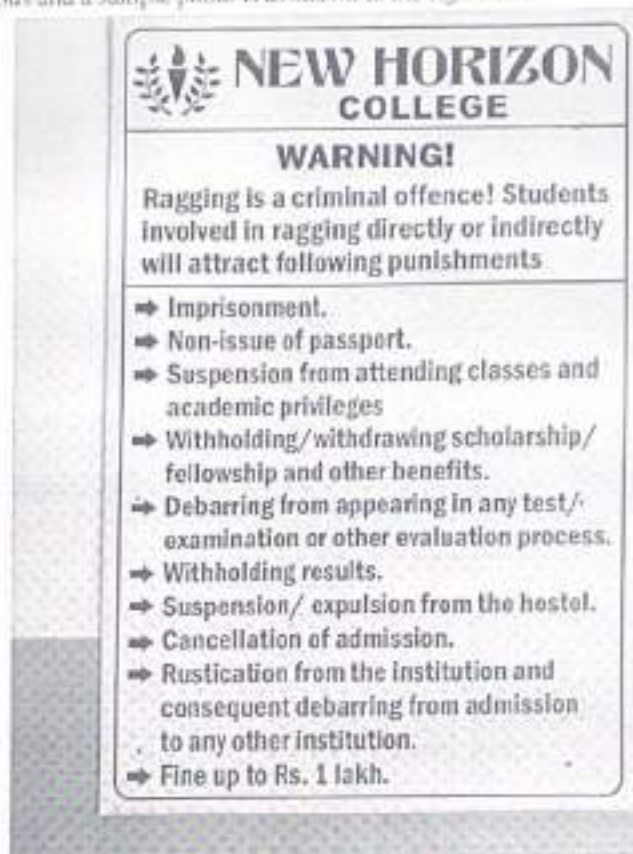 NEW HORIZON
COLLEGE
WARNING!
Ragging is a criminal offence! Students
involved in ragging directly or indirectly
will attract following punishments
➡ Imprisonment.
➡ Non-issue of passport.
➡ Suspension from attending classes and
academic privileges
➡ Withholding/withdrawing scholarship/
fellowship and other benefits.
➡ Debarring from appearing in any test/
examination or other evaluation process.
➡ Withholding results.
➡ Suspension/ expulsion from the hostel.
➡ Cancellation of admission.
➡ Rustication from the institution and
consequent debarring from admission
to any other institution.
➡ Fine up to Rs. 1 lakh.